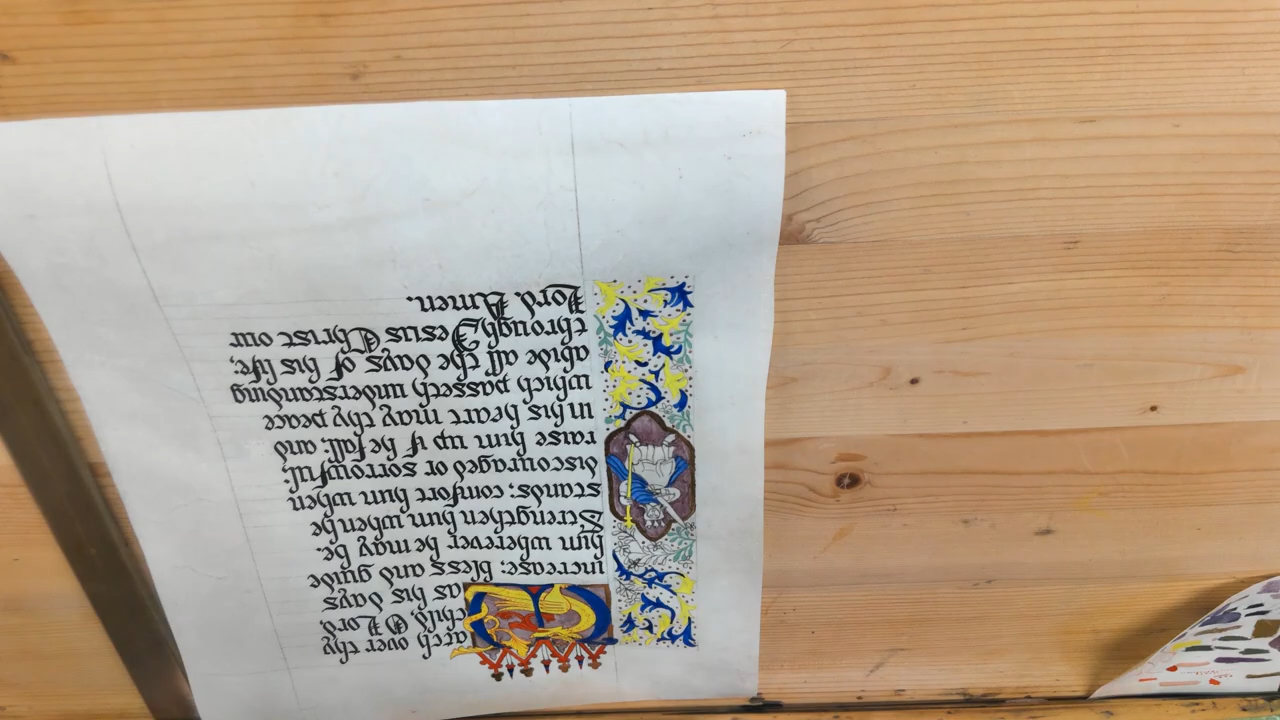 Watch over thy
child, O Lord,
as his days
increase: bless and guide
him wherever he may be.
Strengthen him when he
stands: comfort him when
discouraged or sorrowful:
raise him up if he fall: and
in his heart may thy peace
which passeth understanding
abide all the days of his life,
through Jesus Christ our
Lord. Amen.